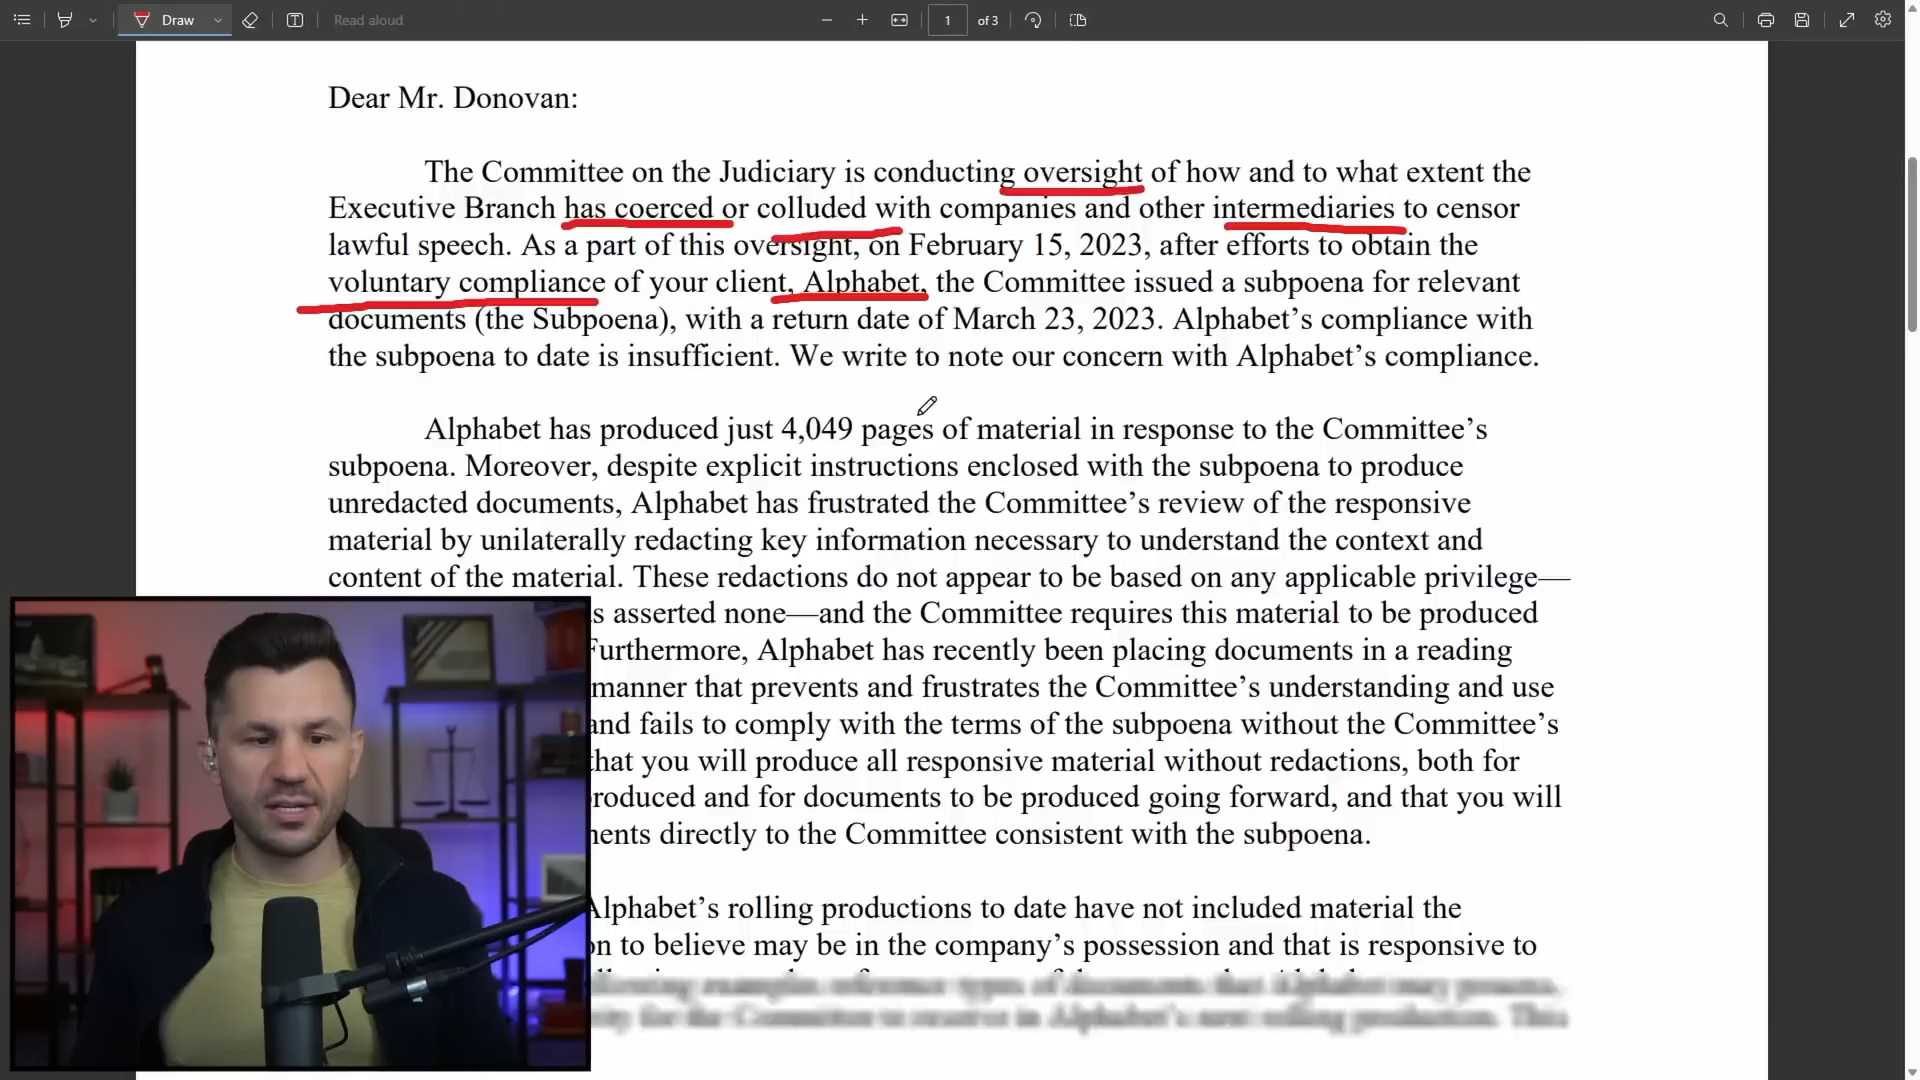 Draw
Read aloud
1
of 3
Dear Mr. Donovan:
The Committee on the Judiciary is conducting oversight of how and to what extent the
Executive Branch has coerced or colluded with companies and other intermediaries to censor
lawful speech. As a part of this oversight, on February 15, 2023, after efforts to obtain the
voluntary compliance of your client, Alphabet, the Committee issued a subpoena for relevant
documents (the Subpoena), with a return date of March 23, 2023. Alphabet’s compliance with
the subpoena to date is insufficient. We write to note our concern with Alphabet’s compliance.
Alphabet has produced just 4,049 pages of material in response to the Committee’s
subpoena. Moreover, despite explicit instructions enclosed with the subpoena to produce
unredacted documents, Alphabet has frustrated the Committee’s review of the responsive
material by unilaterally redacting key information necessary to understand the context and
content of the material. These redactions do not appear to be based on any applicable privilege—
s asserted none—and the Committee requires this material to be produced
Furthermore, Alphabet has recently been placing documents in a reading
manner that prevents and frustrates the Committee’s understanding and use
and fails to comply with the terms of the subpoena without the Committee’s
that you will produce all responsive material without redactions, both for
produced and for documents to be produced going forward, and that you will
ments directly to the Committee consistent with the subpoena.
Alphabet’s rolling productions to date have not included material the
on to believe may be in the company’s possession and that is responsive to